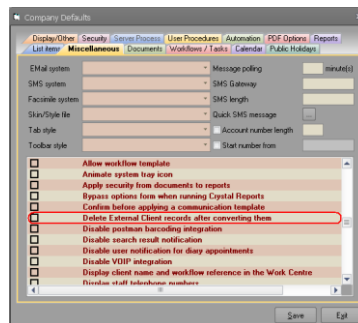 Company Defaults
Display/Other Security Server Process User Procedures Automation PDF Options Reports
List items Miscellaneous Documents Workflows / Tasks Calendar Public Holidays
EMail system Message polling minute(s)
SMS system SMS Gateway
Facsimile system SMS length
Skin/Style file Quick SMS message ...
Tab style Account number length
Toolbar style Start number from
Allow workflow template
Animate system tray icon
Apply security from documents to reports
Bypass options form when running Crystal Reports
Confirm before applying a communication template
Delete External Client records after converting them
Disable postman barcoding integration
Disable search result notification
Disable user notification for diary appointments
Disable VOIP integration
Display client name and workflow reference in the Work Centre
Display staff telephone numbers
Save Exit